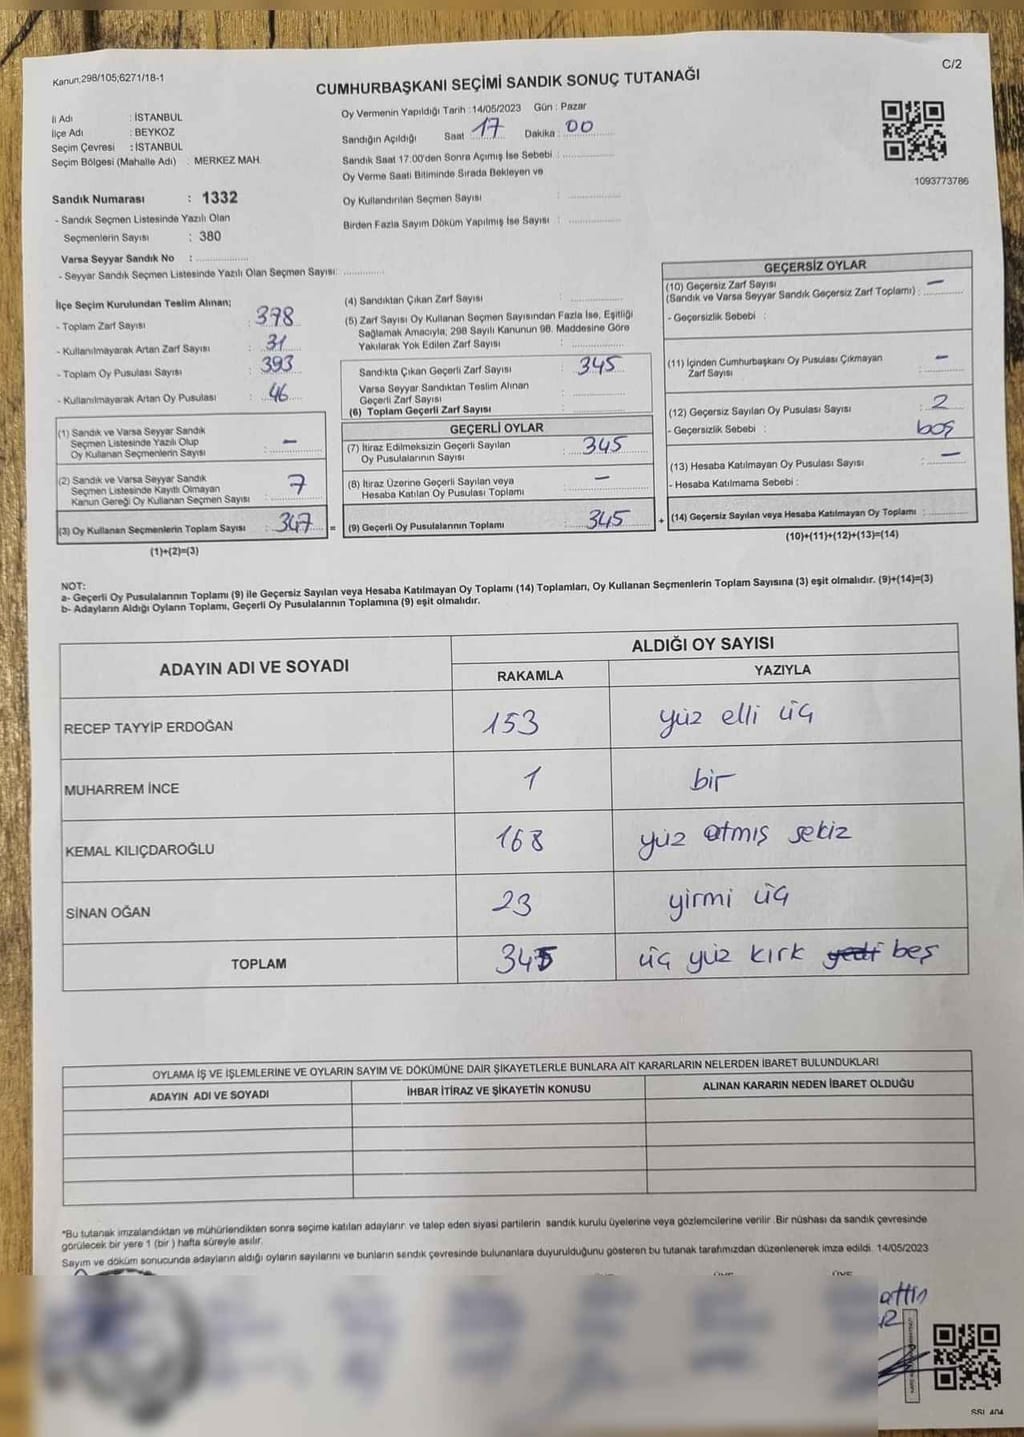 Kanun.298/105;6271/18-1
C/2
CUMHURBAŞKANI SEÇİMİ SANDIK SONUÇ TUTANAĞI
İl Adı : İSTANBUL
İlçe Adı : BEYKOZ
Seçim Çevresi : İSTANBUL
Seçim Bölgesi (Mahalle Adı) : MERKEZ MAH.
Sandık Numarası : 1332
- Sandık Seçmen Listesinde Yazılı Olan
Seçmenlerin Sayısı : 380
Varsa Seyyar Sandık No :
- Seyyar Sandık Seçmen Listesinde Yazılı Olan Seçmen Sayısı:
Oy Vermenin Yapıldığı Tarih : 14/05/2023 Gün : Pazar
Sandığın Açıldığı Saat 17 Dakika : 00
Sandık Saat 17.00'den Sonra Açımış İse Sebebi :
Oy Verme Saati Bitiminde Sırada Bekleyen ve
Oy Kullandırılan Seçmen Sayısı
Birden Fazla Sayım Döküm Yapılmış İse Sayısı :
1093773786
İlçe Seçim Kurulundan Teslim Alınan;
- Toplam Zarf Sayısı : 378
- Kullanılmayarak Artan Zarf Sayısı : 31
- Toplam Oy Pusulası Sayısı : 393
- Kullanılmayarak Artan Oy Pusulası : 46
(1) Sandık ve Varsa Seyyar Sandık
Seçmen Listesinde Yazılı Olup
Oy Kullanan Seçmenlerin Sayısı : –
(2) Sandık ve Varsa Seyyar Sandık
Seçmen Listesinde Kayıtlı Olmayan
Kanun Gereği Oy Kullanan Seçmen Sayısı : 7
(3) Oy Kullanan Seçmenlerin Toplam Sayısı : 347 =
(1)+(2)=(3)
(4) Sandıktan Çıkan Zarf Sayısı :
(5) Zarf Sayısı Oy Kullanan Seçmen Sayısından Fazla İse, Eşitliği
Sağlamak Amacıyla, 298 Sayılı Kanunun 98. Maddesine Göre
Yakılarak Yok Edilen Zarf Sayısı :
Sandıkta Çıkan Geçerli Zarf Sayısı : 345
Varsa Seyyar Sandıktan Teslim Alınan
Geçerli Zarf Sayısı :
(6) Toplam Geçerli Zarf Sayısı :
GEÇERLİ OYLAR
(7) İtiraz Edilmeksizin Geçerli Sayılan
Oy Pusulalarının Sayısı : 345
(8) İtiraz Üzerine Geçerli Sayılan veya
Hesaba Katılan Oy Pusulası Toplamı : –
(9) Geçerli Oy Pusulalarının Toplamı : 345 +
GEÇERSİZ OYLAR
(10) Geçersiz Zarf Sayısı
(Sandık ve Varsa Seyyar Sandık Geçersiz Zarf Toplamı) : –
- Geçersizlik Sebebi :
(11) İçinden Cumhurbaşkanı Oy Pusulası Çıkmayan
Zarf Sayısı : –
(12) Geçersiz Sayılan Oy Pusulası Sayısı : 2
- Geçersizlik Sebebi : boş
(13) Hesaba Katılmayan Oy Pusulası Sayısı : –
- Hesaba Katılmama Sebebi :
(14) Geçersiz Sayılan veya Hesaba Katılmayan Oy Toplamı :
(10)+(11)+(12)+(13)=(14)
NOT:
a- Geçerli Oy Pusulalarının Toplamı (9) ile Geçersiz Sayılan veya Hesaba Katılmayan Oy Toplamı (14) Toplamları, Oy Kullanan Seçmenlerin Toplam Sayısına (3) eşit olmalıdır. (9)+(14)=(3)
b- Adayların Aldığı Oyların Toplamı, Geçerli Oy Pusulalarının Toplamına (9) eşit olmalıdır.
ADAYIN ADI VE SOYADI
ALDIĞI OY SAYISI
RAKAMLA YAZIYLA
RECEP TAYYİP ERDOĞAN 153 yüz elli üç
MUHARREM İNCE 1 bir
KEMAL KILIÇDAROĞLU 168 yüz atmış sekiz
SİNAN OĞAN 23 yirmi üç
TOPLAM 345 üç yüz kırk yedi beş
OYLAMA İŞ VE İŞLEMLERİNE VE OYLARIN SAYIM VE DÖKÜMÜNE DAİR ŞİKAYETLERLE BUNLARA AİT KARARLARIN NELERDEN İBARET BULUNDUKLARI
ADAYIN ADI VE SOYADI İHBAR İTİRAZ VE ŞİKAYETİN KONUSU ALINAN KARARIN NEDEN İBARET OLDUĞU
*Bu tutanak imzalandıktan ve mühürlendikten sonra seçime katılan adayların ve talep eden siyasi partilerin sandık kurulu üyelerine veya gözlemcilerine verilir .Bir nüshası da sandık çevresinde
görülecek bir yere 1 (bir ) hafta süreyle asılır.
Sayım ve döküm sonucunda adayların aldığı oyların sayılarını ve bunların sandık çevresinde bulunanlara duyurulduğunu gösteren bu tutanak tarafımızdan düzenlenerek imza edildi. 14/05/2023
attin